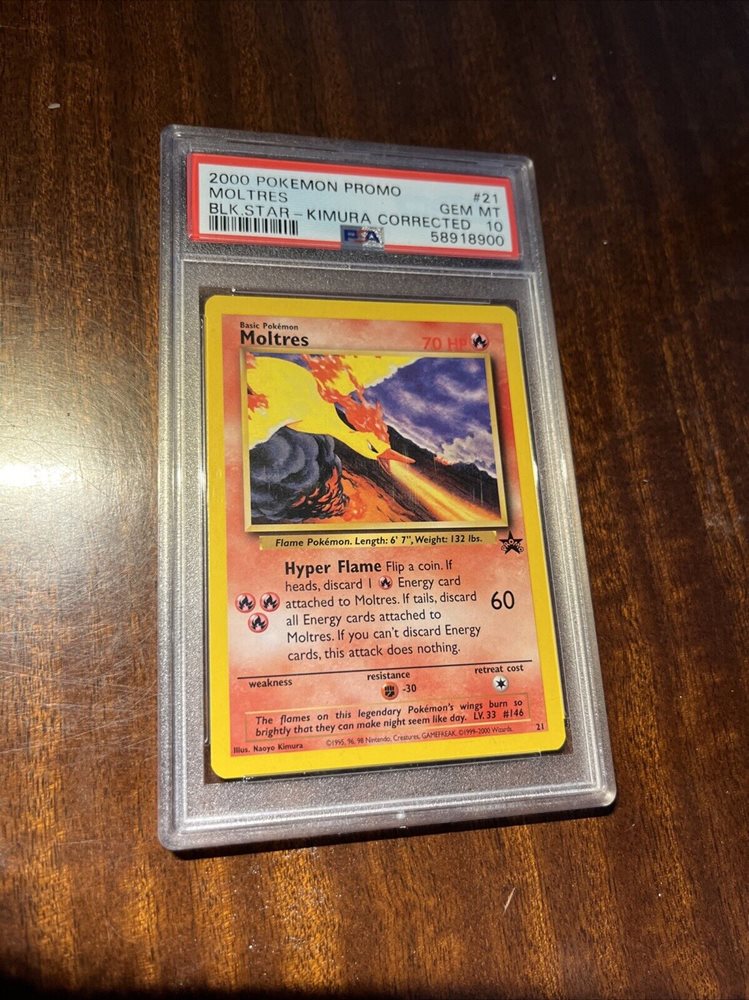 2000 POKEMON PROMO #21
MOLTRES GEM MT
BLK.STAR-KIMURA CORRECTED 10
PSA 58918900
Basic Pokémon
Moltres 70 HP
Flame Pokémon. Length: 6' 7", Weight: 132 lbs.
PROMO
Hyper Flame Flip a coin. If
heads, discard 1 Energy card
attached to Moltres. If tails, discard
all Energy cards attached to
Moltres. If you can't discard Energy
cards, this attack does nothing.
60
weakness resistance retreat cost
-30
The flames on this legendary Pokémon's wings burn so
brightly that they can make night seem like day. LV. 33 #146
Illus. Naoyo Kimura ©1995, 96, 98 Nintendo, Creatures, GAMEFREAK. ©1999-2000 Wizards. 21